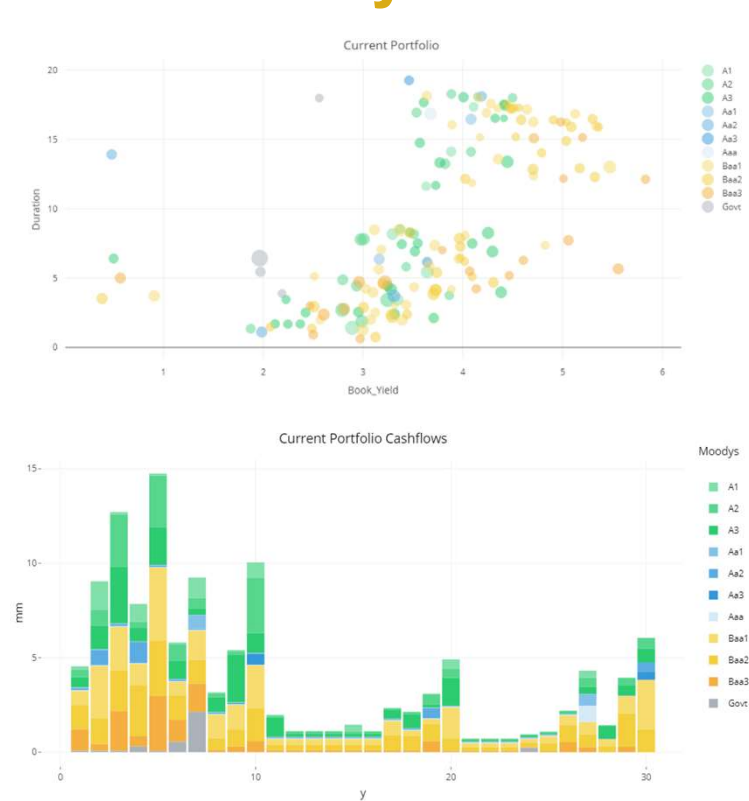 Current Portfolio
20
15
10
5
0
Duration
1 2 3 4 5 6
Book_Yield
A1
A2
A3
Aa1
Aa2
Aa3
Aaa
Baa1
Baa2
Baa3
Govt
Current Portfolio Cashflows
15
10
5
0
mm
0 10 20 30
y
Moodys
A1
A2
A3
Aa1
Aa2
Aa3
Aaa
Baa1
Baa2
Baa3
Govt